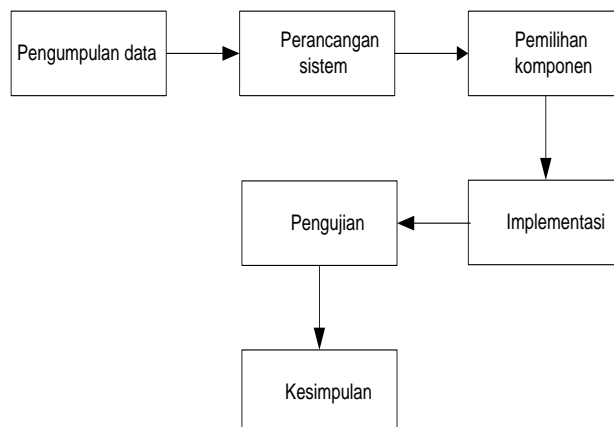 Pengumpulan data
Perancangan
sistem
Pemilihan
komponen
Implementasi
Pengujian
Kesimpulan